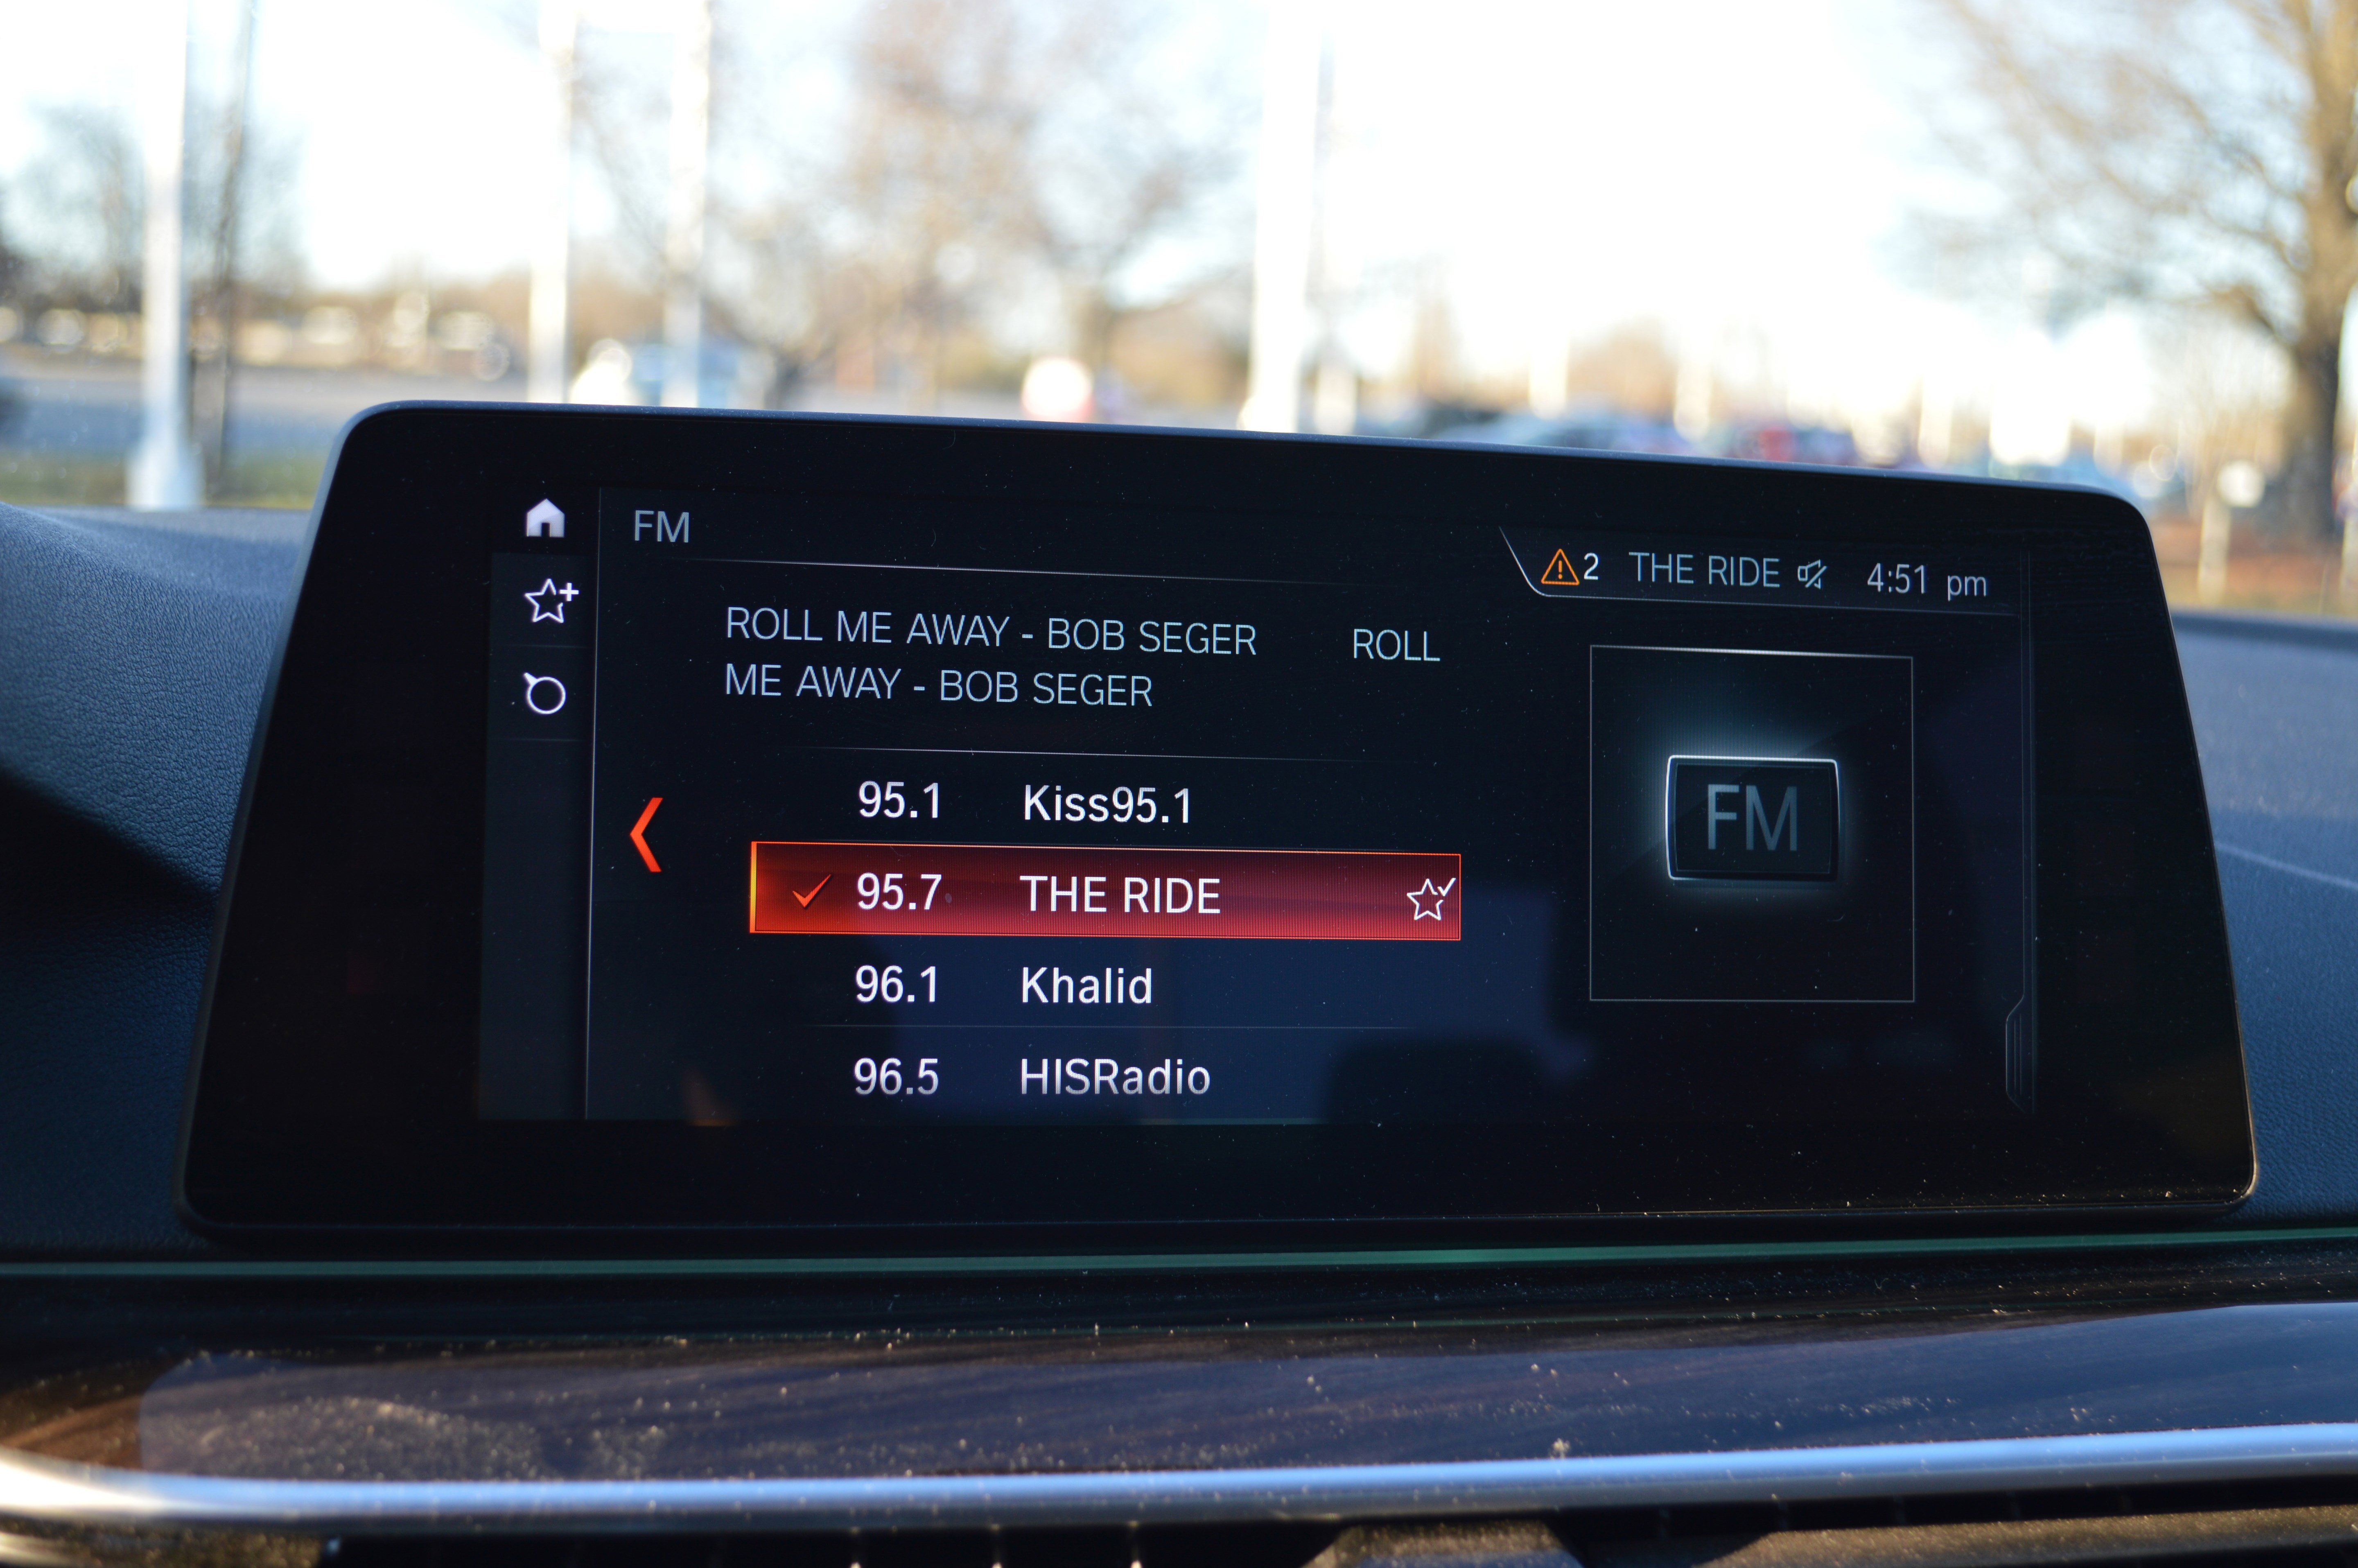 FM
2 THE RIDE 4:51 pm
ROLL ME AWAY - BOB SEGER ROLL
ME AWAY - BOB SEGER
95.1 Kiss95.1
95.7 THE RIDE
96.1 Khalid
96.5 HISRadio
FM